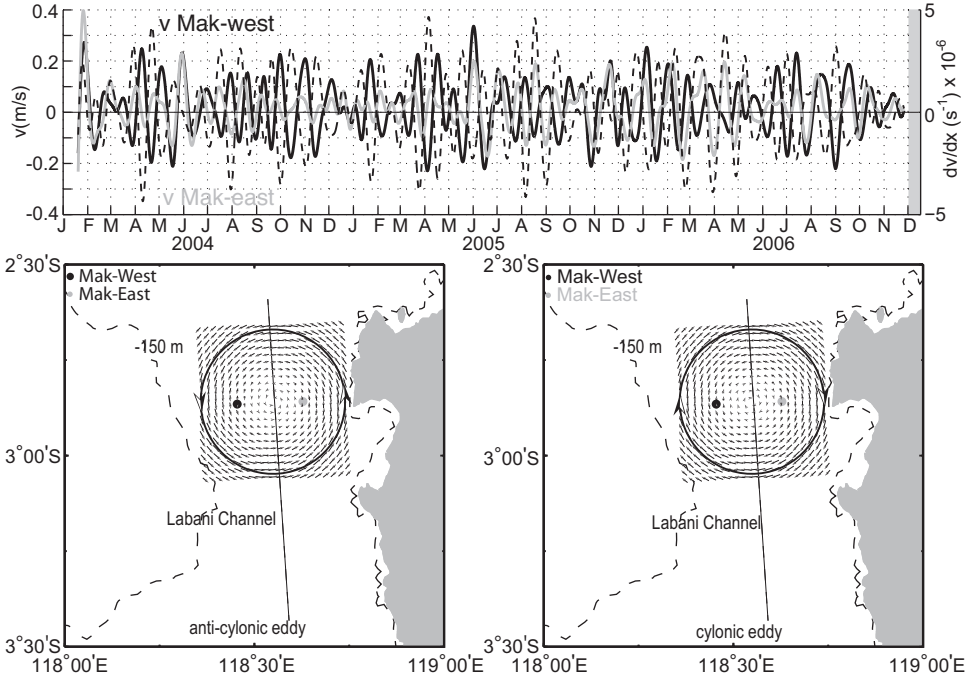 0.4
0.2
0
-0.2
-0.4
v(m/s)
v Mak-west
v Mak-east
5
0
−5
dv/dx (s⁻¹) x 10⁻⁶
J F M A M J J A S O N D J F M A M J J A S O N D J F M A M J J A S O N D
2004 2005 2006
2°30'S
3°00'S
3°30'S
Mak-West
Mak-East
-150 m
Labani Channel
anti-cylonic eddy
118°00'E 118°30'E 119°00'E
2°30'S
3°00'S
3°30'S
Mak-West
Mak-East
-150 m
Labani Channel
cylonic eddy
118°00'E 118°30'E 119°00'E